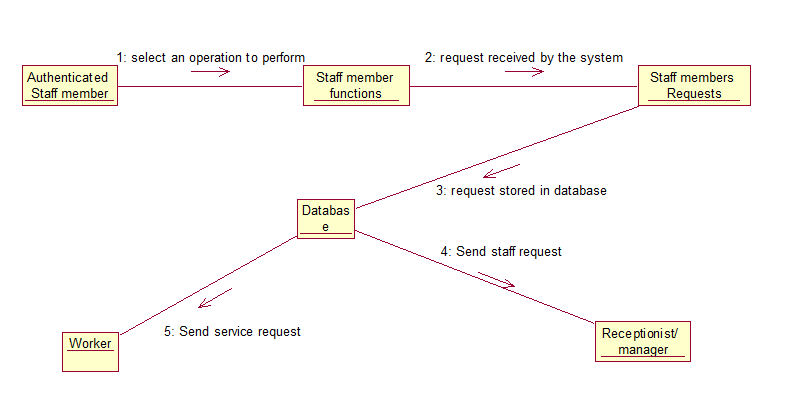 1: select an operation to perform
2: request received by the system
Authenticated
Staff member
Staff member
functions
Staff members
Requests
3: request stored in database
Databas
e
4: Send staff request
5: Send service request
Worker
Receptionist/
manager